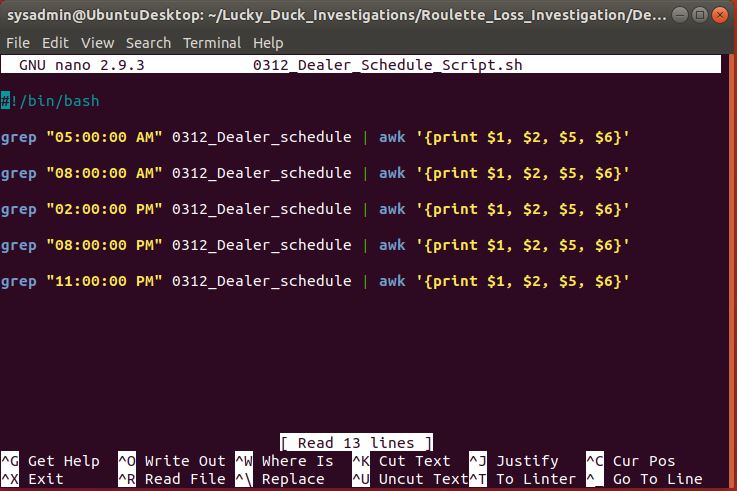 sysadmin@UbuntuDesktop: ~/Lucky_Duck_Investigations/Roulette_Loss_Investigation/De...
File Edit View Search Terminal Help
GNU nano 2.9.3 0312_Dealer_Schedule_Script.sh
#!/bin/bash
grep "05:00:00 AM" 0312_Dealer_schedule | awk '{print $1, $2, $5, $6}'
grep "08:00:00 AM" 0312_Dealer_schedule | awk '{print $1, $2, $5, $6}'
grep "02:00:00 PM" 0312_Dealer_schedule | awk '{print $1, $2, $5, $6}'
grep "08:00:00 PM" 0312_Dealer_schedule | awk '{print $1, $2, $5, $6}'
grep "11:00:00 PM" 0312_Dealer_schedule | awk '{print $1, $2, $5, $6}'
[ Read 13 lines ]
^G Get Help ^O Write Out ^W Where Is ^K Cut Text ^J Justify ^C Cur Pos
^X Exit ^R Read File ^\ Replace ^U Uncut Text ^T To Linter ^_ Go To Line